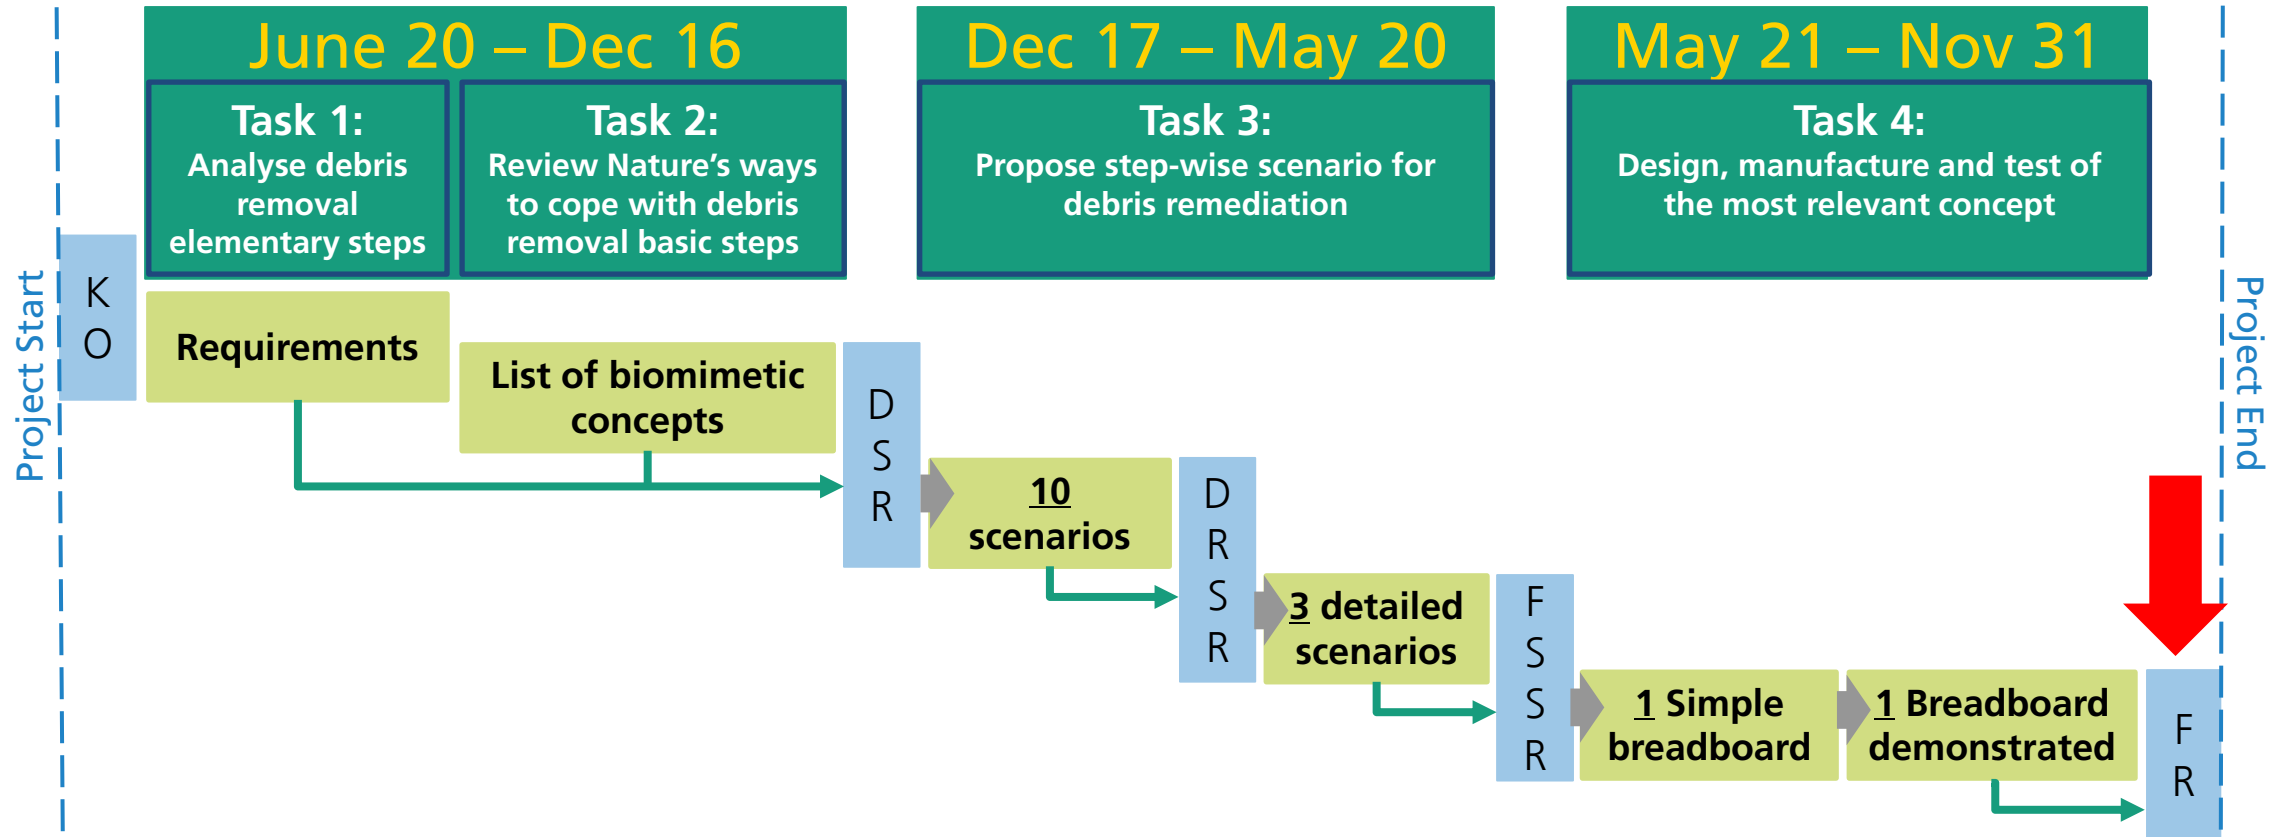 June 20 – Dec 16
Dec 17 – May 20
May 21 – Nov 31
Task 1:
Analyse debris
removal
elementary steps
Task 2:
Review Nature's ways
to cope with debris
removal basic steps
Task 3:
Propose step-wise scenario for
debris remediation
Task 4:
Design, manufacture and test of
the most relevant concept
Project Start
K
O
Requirements
List of biomimetic
concepts
D
S
R
10
scenarios
D
R
S
R
3 detailed
scenarios
F
S
S
R
1 Simple
breadboard
1 Breadboard
demonstrated
F
R
Project End